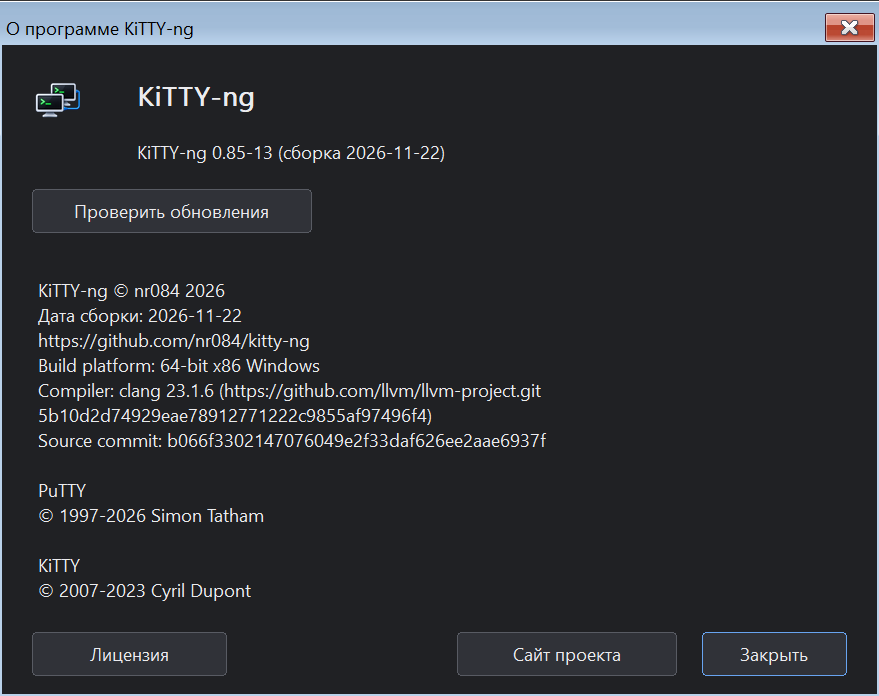 О программе KiTTY-ng
KiTTY-ng
KiTTY-ng 0.85-13 (сборка 2026-11-22)
Проверить обновления
KiTTY-ng © nr084 2026
Дата сборки: 2026-11-22
https://github.com/nr084/kitty-ng
Build platform: 64-bit x86 Windows
Compiler: clang 23.1.6 (https://github.com/llvm/llvm-project.git
5b10d2d74929eae78912771222c9855af97496f4)
Source commit: b066f3302147076049e2f33daf626ee2aae6937f
PuTTY
© 1997-2026 Simon Tatham
KiTTY
© 2007-2023 Cyril Dupont
Лицензия
Сайт проекта
Закрыть